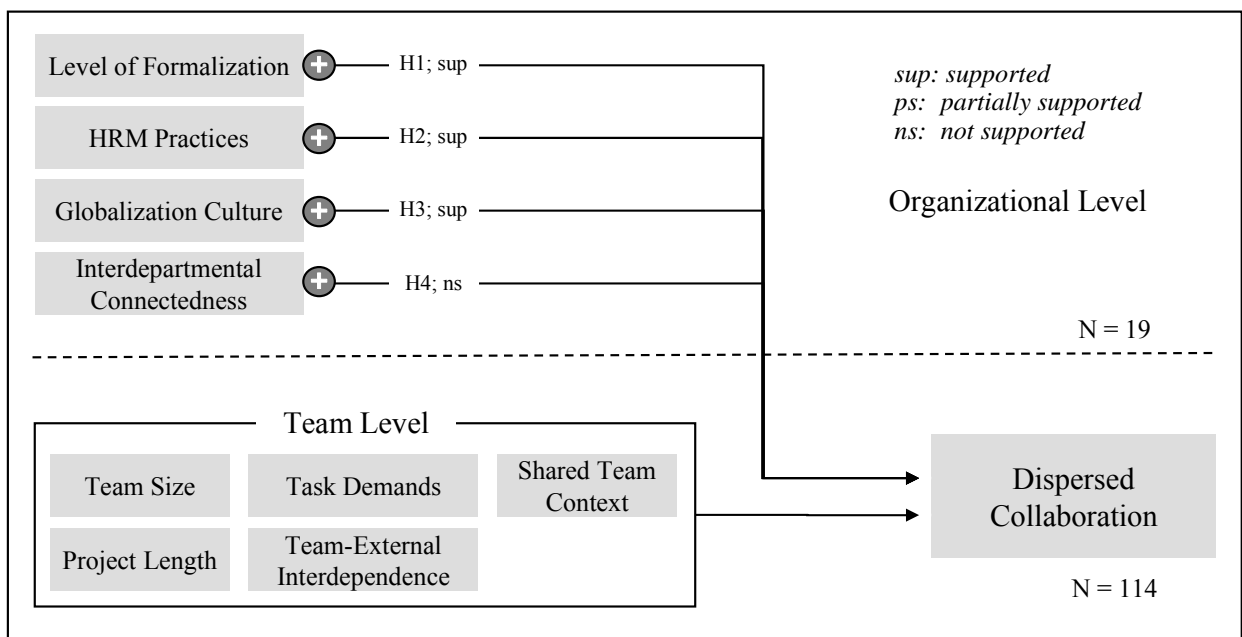 Level of Formalization
H1; sup
HRM Practices
H2; sup
Globalization Culture
H3; sup
Interdepartmental
Connectedness
H4; ns
sup: supported
ps: partially supported
ns: not supported
Organizational Level
N = 19
Team Level
Team Size
Task Demands
Shared Team
Context
Project Length
Team-External
Interdependence
Dispersed
Collaboration
N = 114